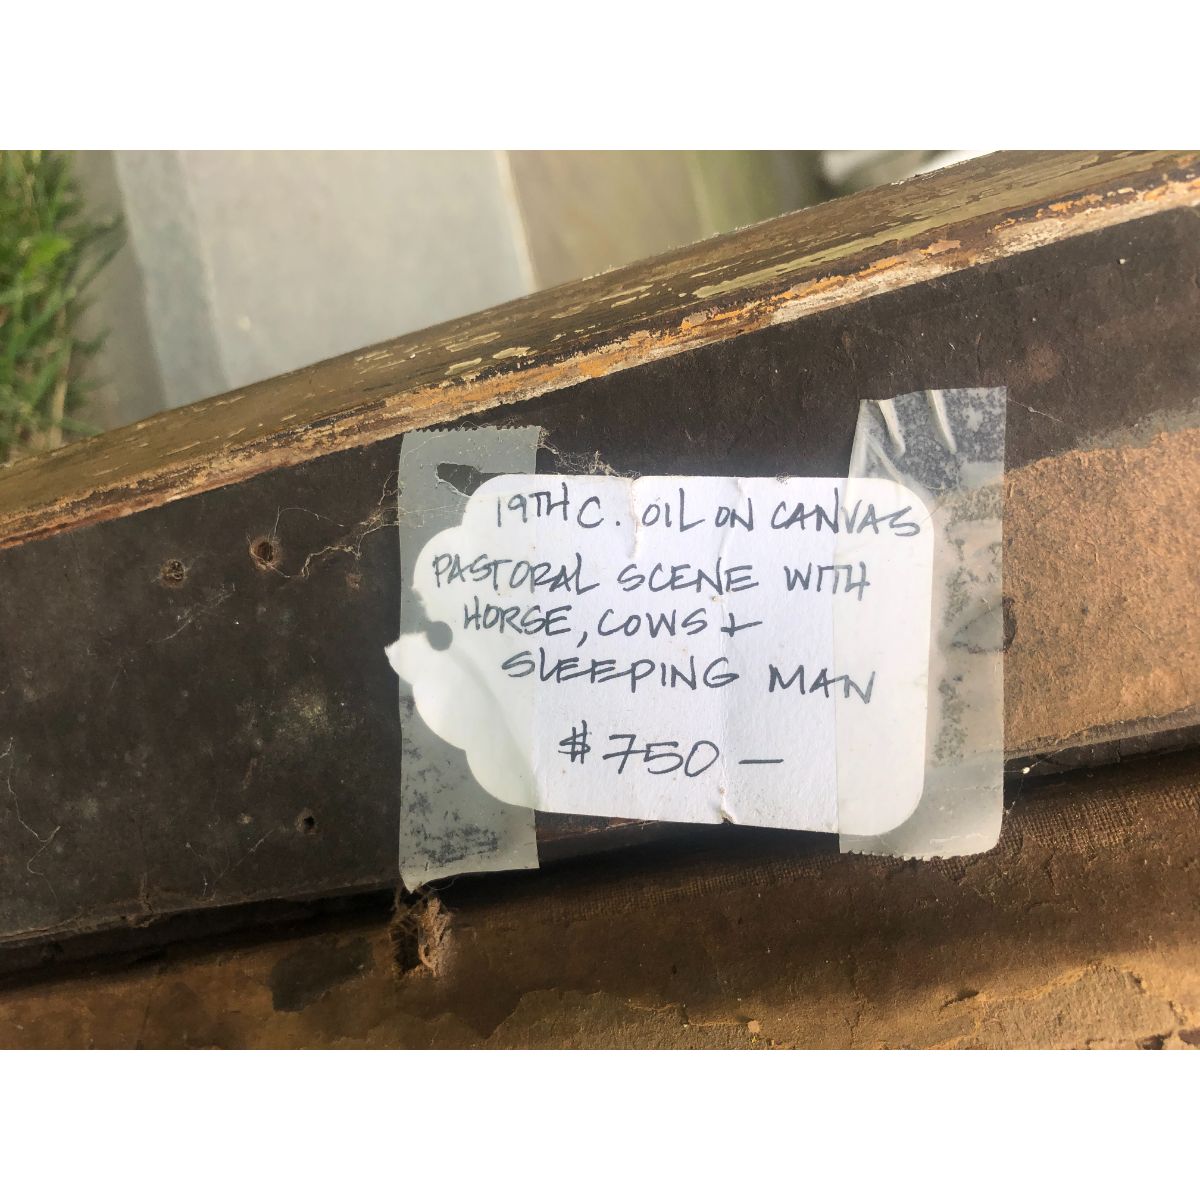 19TH C. OIL ON CANVAS
PASTORAL SCENE WITH
HORSE, COWS +
SLEEPING MAN
$750 —